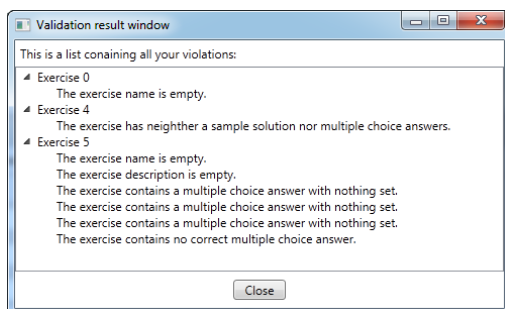 Validation result window
This is a list conaining all your violations:
Exercise 0
The exercise name is empty.
Exercise 4
The exercise has neighther a sample solution nor multiple choice answers.
Exercise 5
The exercise name is empty.
The exercise description is empty.
The exercise contains a multiple choice answer with nothing set.
The exercise contains a multiple choice answer with nothing set.
The exercise contains a multiple choice answer with nothing set.
The exercise contains no correct multiple choice answer.
Close